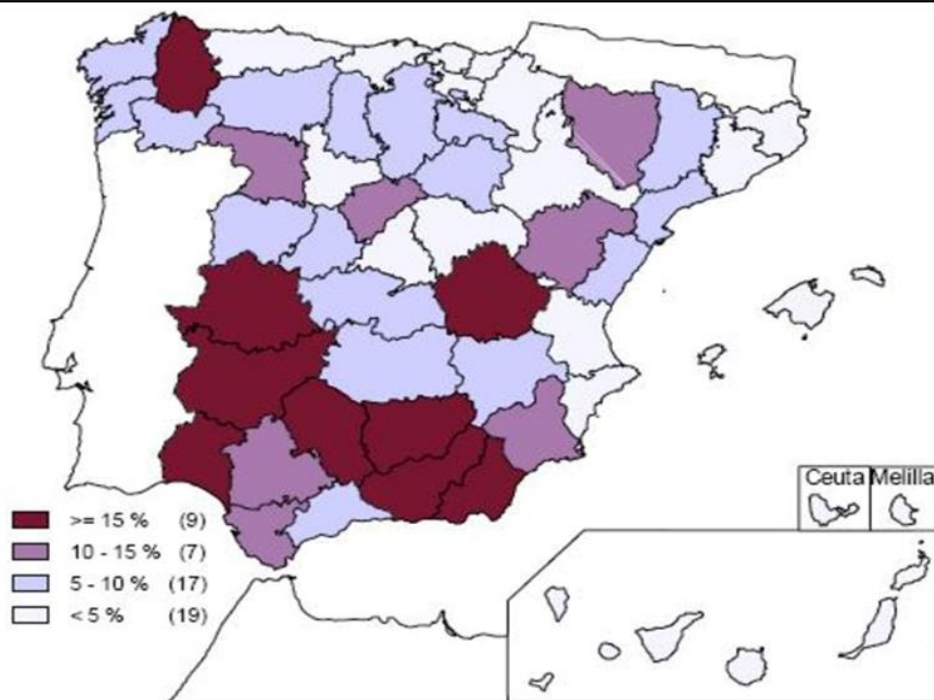 Ceuta Melilla
>= 15 % (9)
10 - 15 % (7)
5 - 10 % (17)
< 5 % (19)